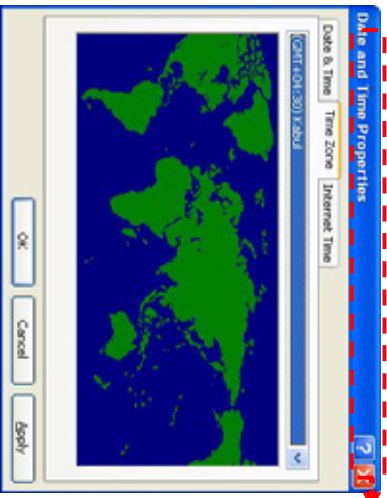 Date and Time Properties
Date & Time
Time Zone
Internet Time
(GMT+04:30) Kabul
OK
Cancel
Apply